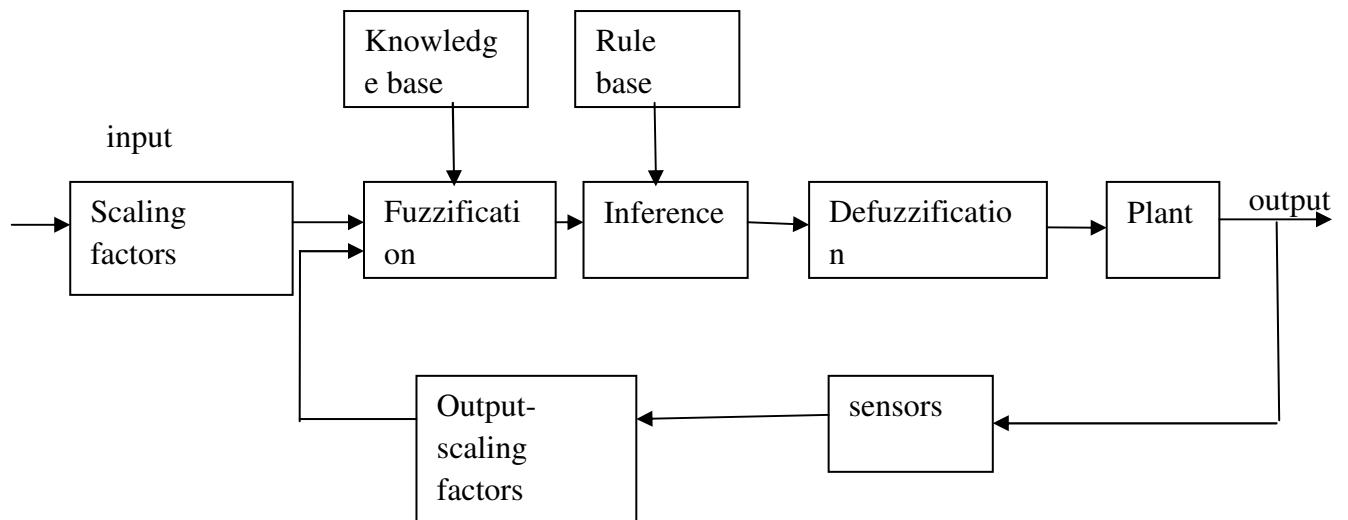 Knowledg
e base
Rule
base
input
Scaling
factors
Fuzzificati
on
Inference
Defuzzificatio
n
Plant
output
Output-
scaling
factors
sensors